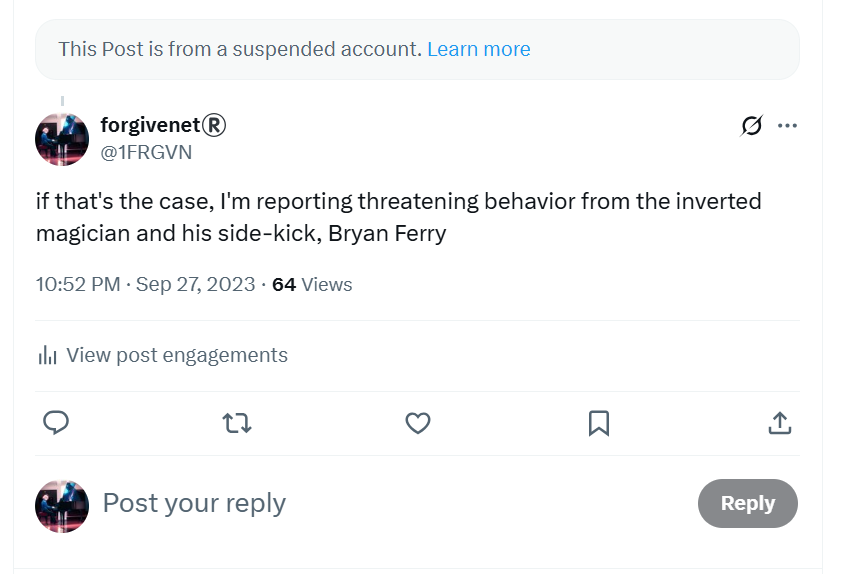 This Post is from a suspended account. Learn more
forgivenet®
@1FRGVN
if that's the case, I'm reporting threatening behavior from the inverted
magician and his side-kick, Bryan Ferry
10:52 PM · Sep 27, 2023 · 64 Views
View post engagements
Post your reply
Reply